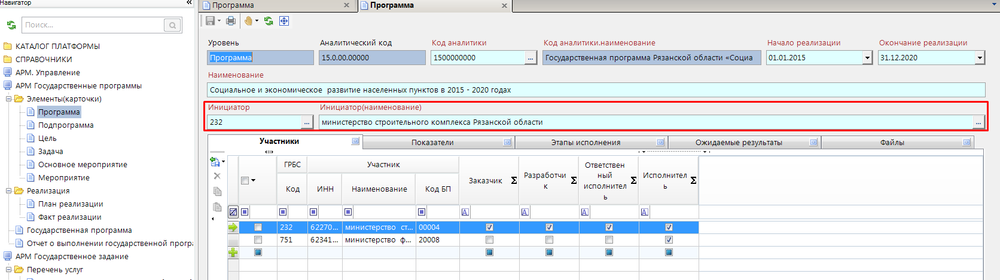 Навигатор
«
Поиск...
КАТАЛОГ ПЛАТФОРМЫ
СПРАВОЧНИКИ
АРМ. Управление
АРМ Государственные программы
Элементы(карточки)
Программа
Подпрограмма
Цель
Задача
Основное мероприятие
Мероприятие
Реализация
План реализации
Факт реализации
Государственная программа
Отчет о выполнении государственной програ
АРМ Государственное задание
Перечень услуг
Программа
Программа
Уровень Аналитический код Код аналитики Код аналитики.наименование Начало реализации Окончание реализации
Программа 15.0.00.00000 1500000000 ... Государственная программа Рязанской области «Социа 01.01.2015 31.12.2020
Наименование
Социальное и экономическое развитие населенных пунктов в 2015 - 2020 годах
Инициатор Инициатор(наименование)
232 ... министерство строительного комплекса Рязанской области ...
Участники Показатели Этапы исполнения Ожидаемые результаты Файлы
ГРБС Участник
Код ИНН Наименование Код БП
Заказчик Σ
Разработчи
к Σ
Ответствен
ный
исполнител
ь Σ
Исполнител
ь Σ
A A A A
232 62270... министерство ст... 00004
751 62341... министерство ф... 20008